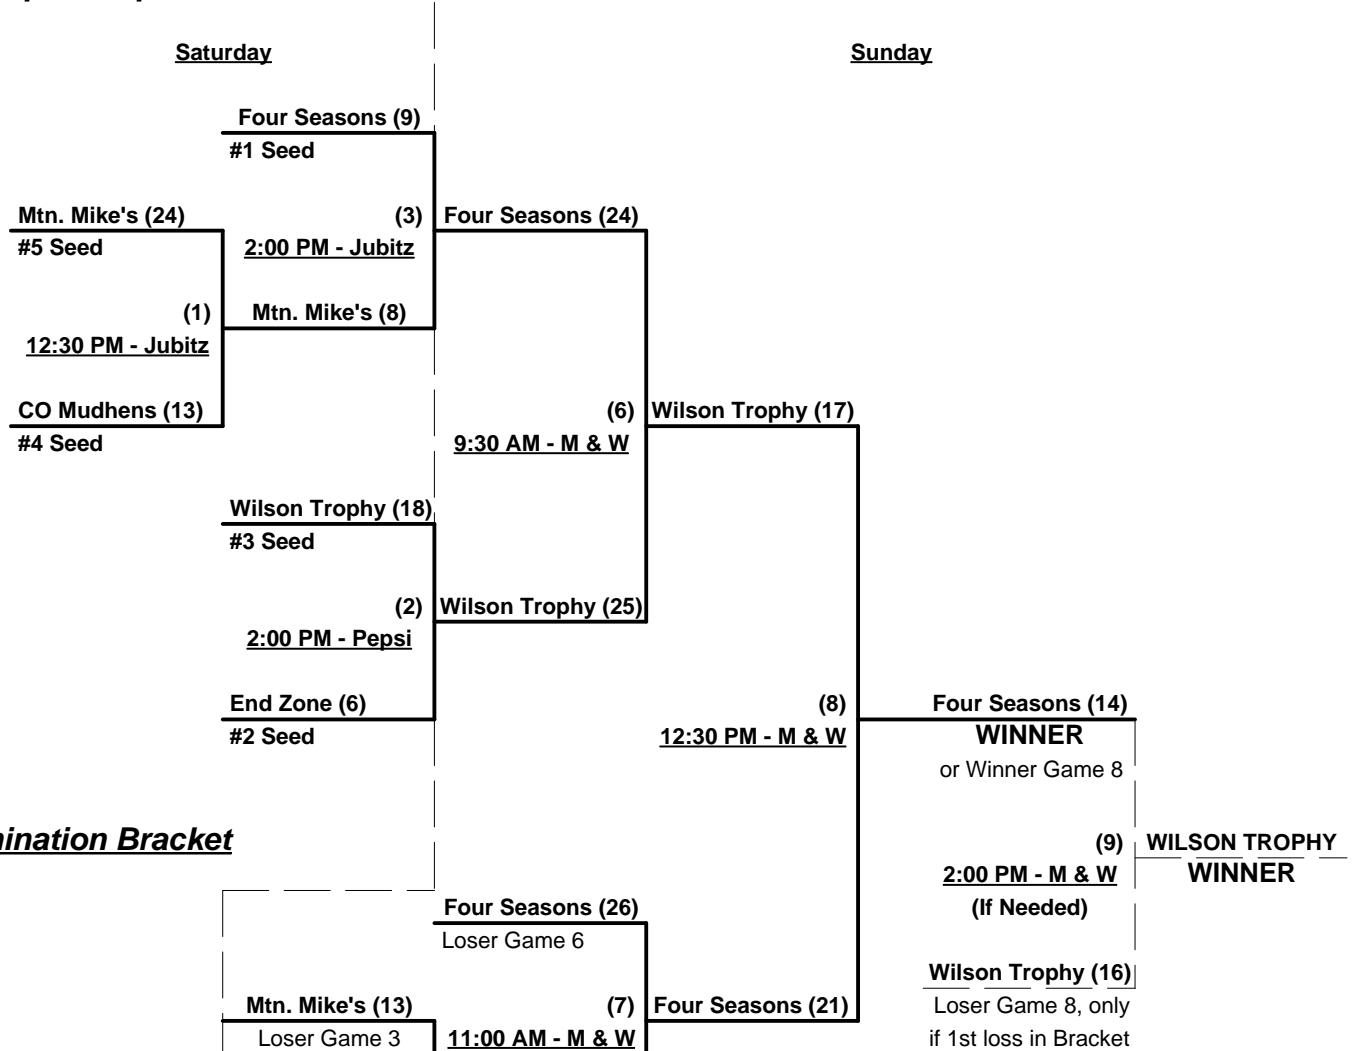 Saturday
Sunday
Four Seasons (9)
#1 Seed
Mtn. Mike's (24)
(3)
Four Seasons (24)
#5 Seed
2:00 PM - Jubitz
(1)
Mtn. Mike's (8)
12:30 PM - Jubitz
CO Mudhens (13)
(6)
Wilson Trophy (17)
#4 Seed
9:30 AM - M & W
Wilson Trophy (18)
#3 Seed
(2)
Wilson Trophy (25)
2:00 PM - Pepsi
End Zone (6)
(8)
Four Seasons (14)
#2 Seed
12:30 PM - M & W
WINNER
or Winner Game 8
mination Bracket
(9)
WILSON TROPHY
2:00 PM - M & W
WINNER
Four Seasons (26)
(If Needed)
Loser Game 6
Wilson Trophy (16)
Mtn. Mike's (13)
(7)
Four Seasons (21)
Loser Game 8, only
Loser Game 3
11:00 AM - M & W
if 1st loss in Bracket